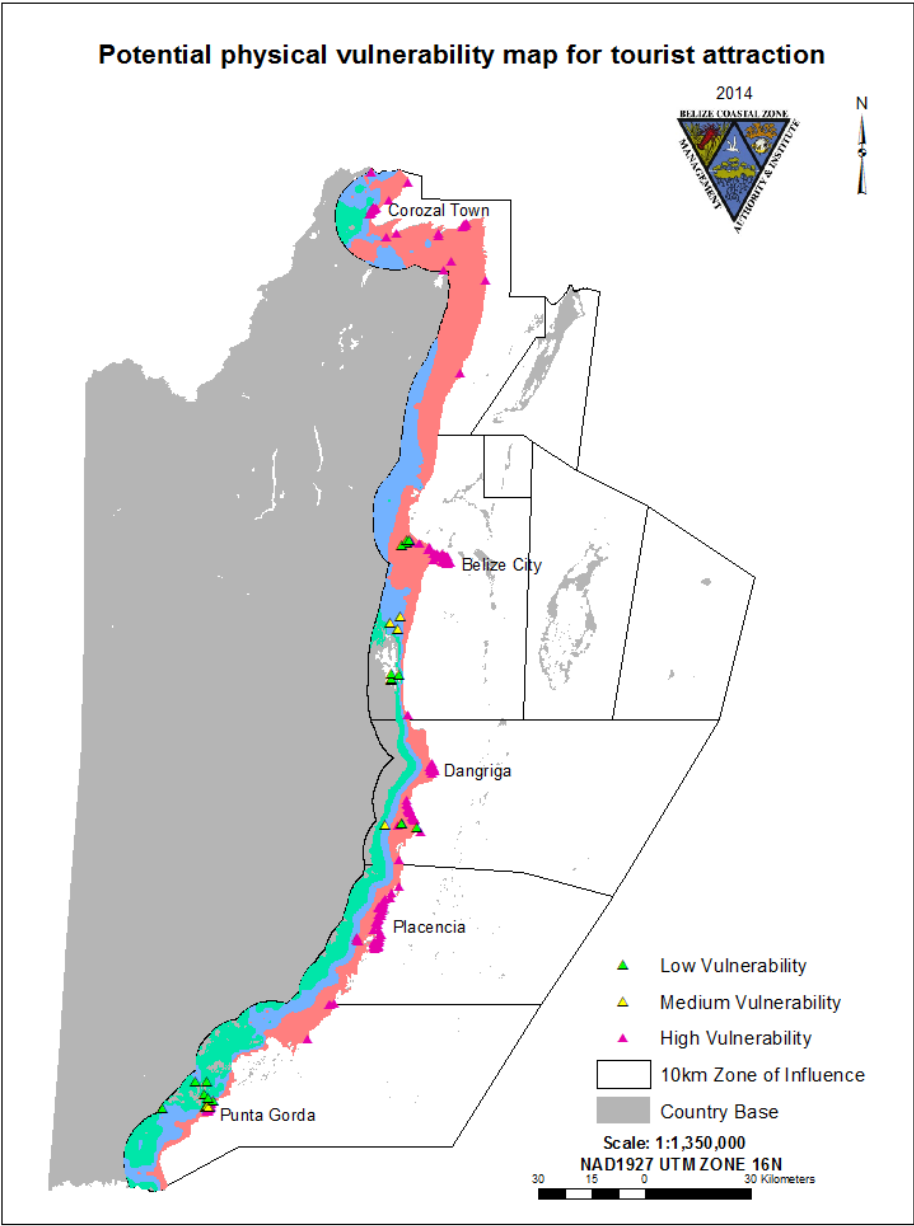 Potential physical vulnerability map for tourist attraction
2014
BELIZE COASTAL ZONE
MANAGEMENT
AUTHORITY & INSTITUTE
N
Corozal Town
Belize City
Dangriga
Placencia
Punta Gorda
Low Vulnerability
Medium Vulnerability
High Vulnerability
10km Zone of Influence
Country Base
Scale: 1:1,350,000
NAD1927 UTM ZONE 16N
30 15 0 30 Kilometers